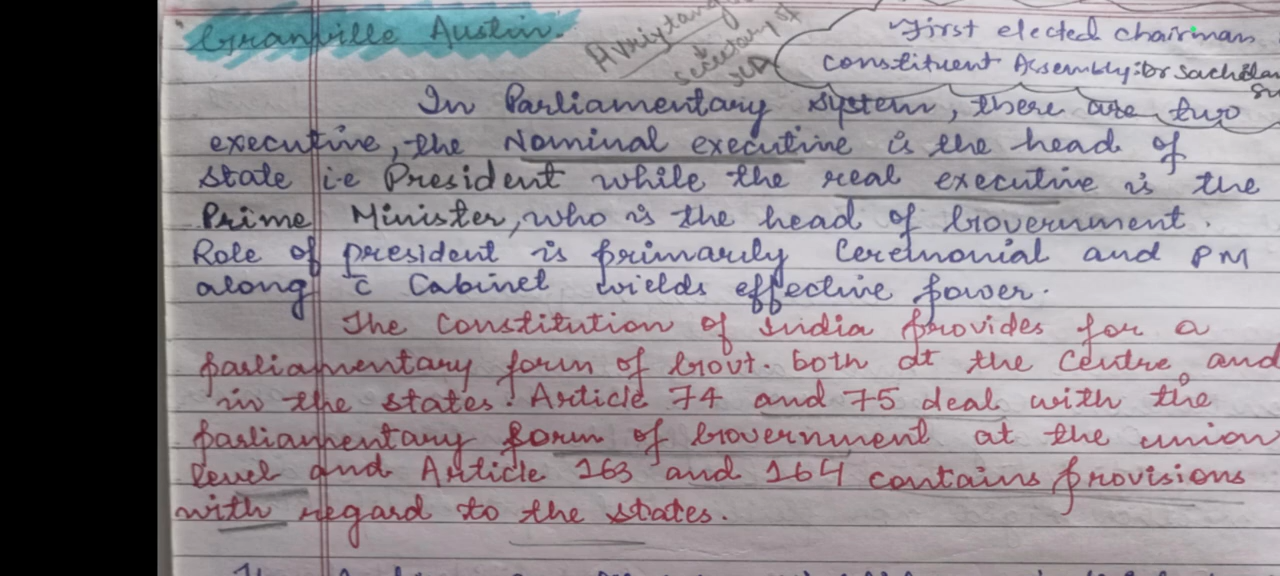 Granville Austin.
secretary of
First elected chairman
constituent Assembly: Dr Sachidan
In Parliamentary system, there are two
executive, the Nominal executive is the head of
state i.e President while the real executive is the
Prime Minister, who is the head of Government.
Role of president is primarily Ceremonial and PM
along c̄ Cabinet wields effective power.
The Constitution of India provides for a
parliamentary form of Govt. both at the Centre and
in the states. Article 74 and 75 deal with the
parliamentary form of Government at the union
level and Article 163 and 164 contains provisions
with regard to the states.